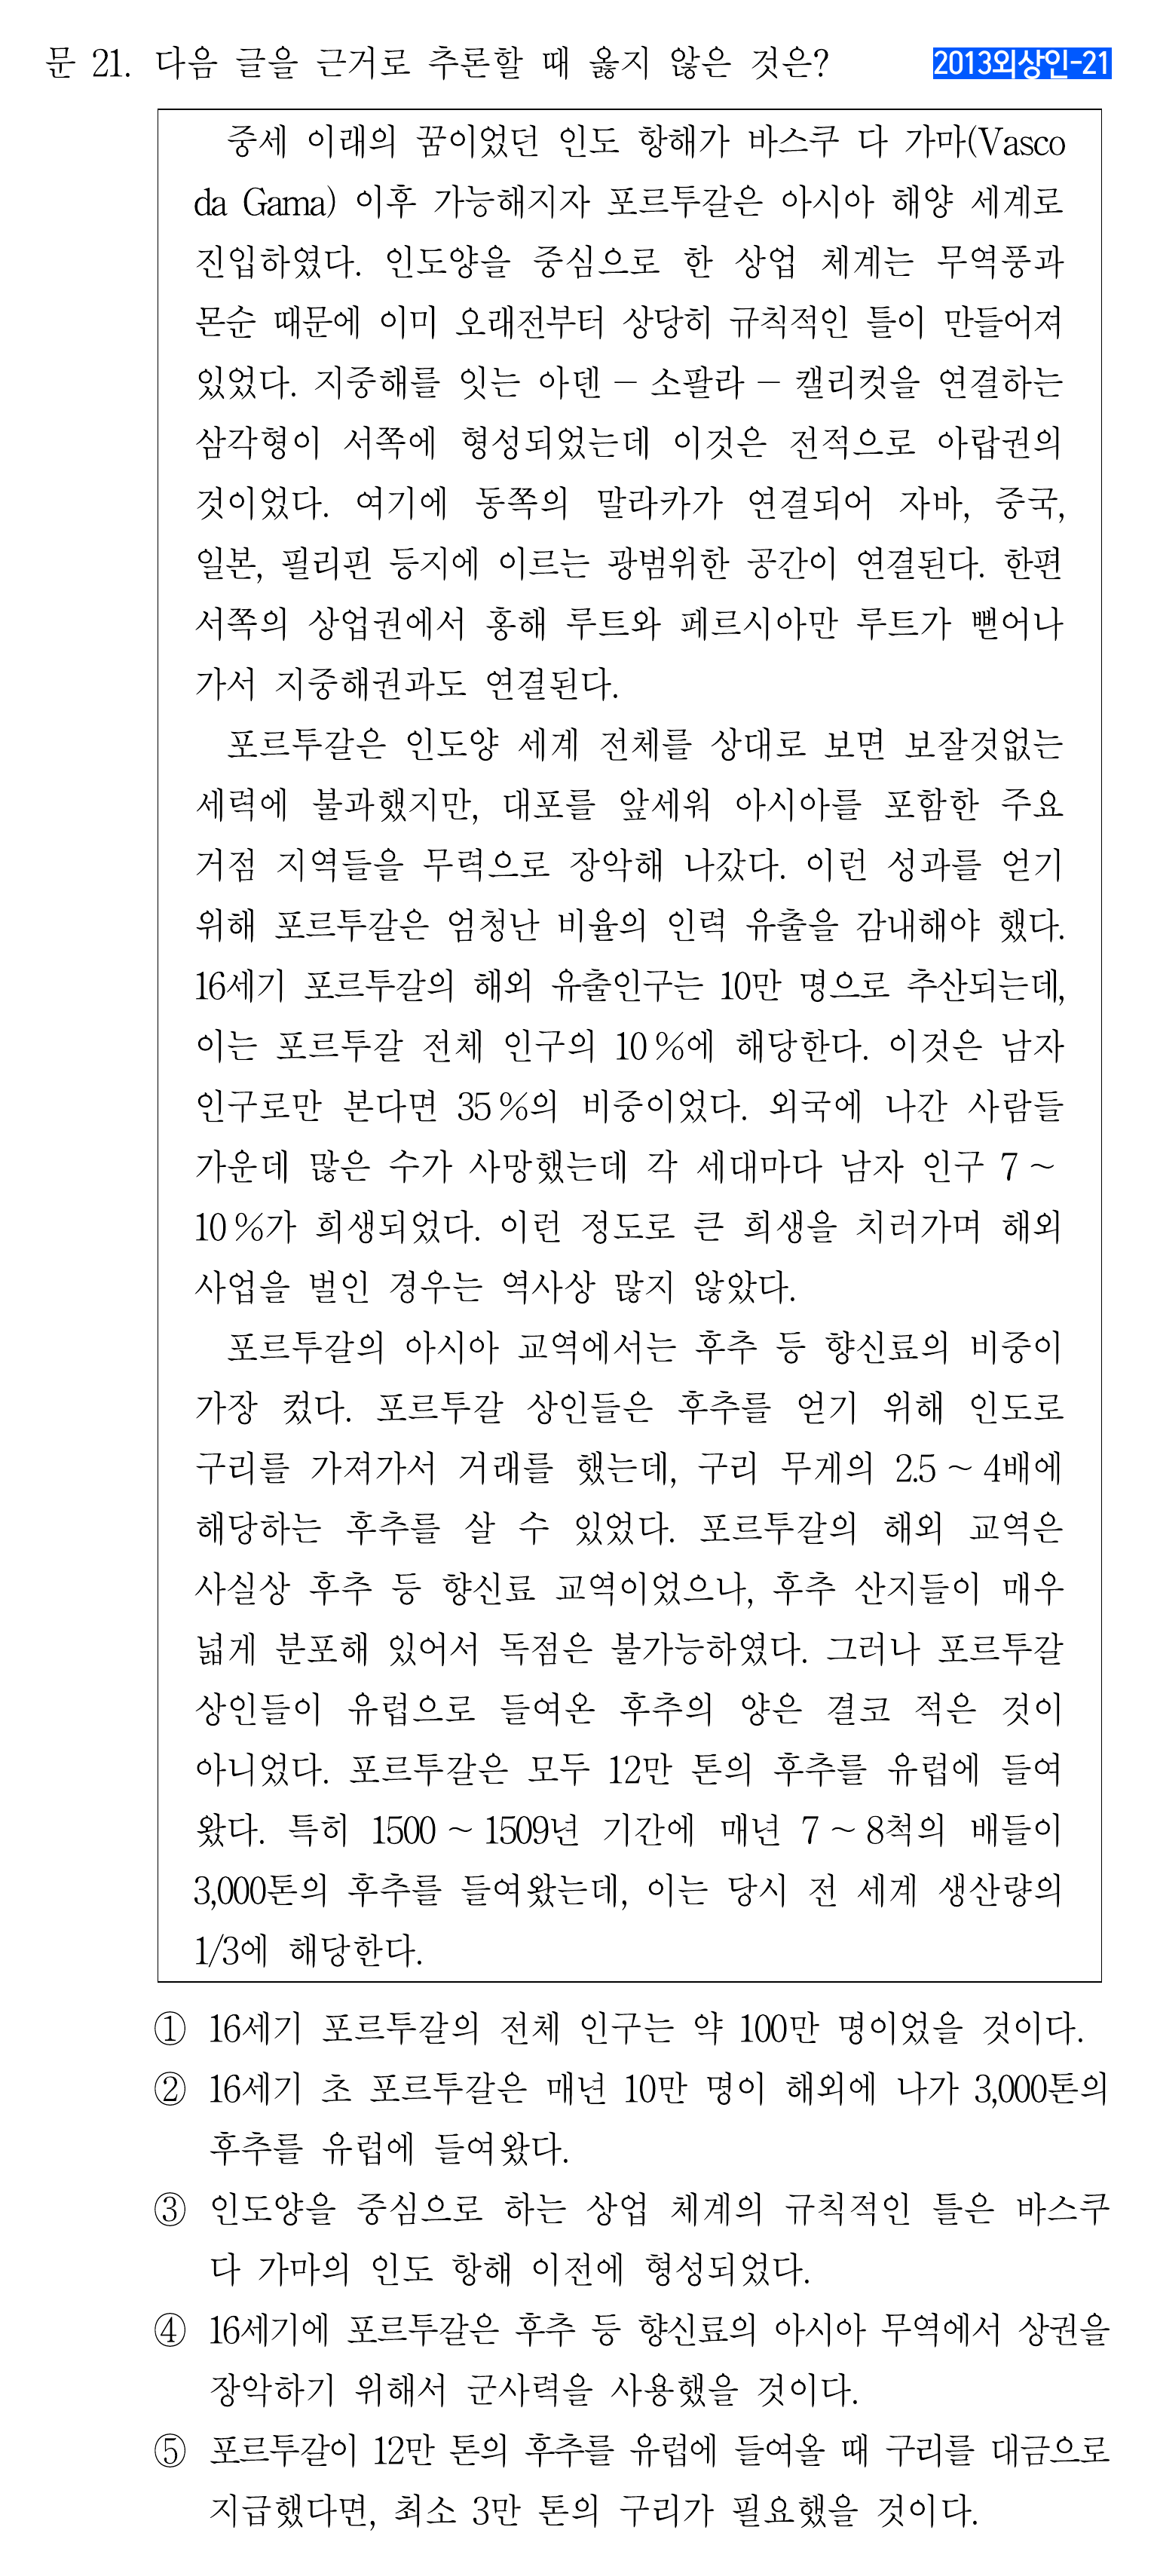 문 21. 다음 글을 근거로 추론할 때 옳지 않은 것은?
2013외상인-21
중세 이래의 꿈이었던 인도 항해가 바스쿠 다 가마(Vasco
da Gama) 이후 가능해지자 포르투갈은 아시아 해양 세계로
진입하였다. 인도양을 중심으로 한 상업 체계는 무역풍과
몬순 때문에 이미 오래전부터 상당히 규칙적인 틀이 만들어져
있었다. 지중해를 잇는 아덴 – 소팔라 – 캘리컷을 연결하는
삼각형이 서쪽에 형성되었는데 이것은 전적으로 아랍권의
것이었다. 여기에 동쪽의 말라카가 연결되어 자바, 중국,
일본, 필리핀 등지에 이르는 광범위한 공간이 연결된다. 한편
서쪽의 상업권에서 홍해 루트와 페르시아만 루트가 뻗어나
가서 지중해권과도 연결된다.
포르투갈은 인도양 세계 전체를 상대로 보면 보잘것없는
세력에 불과했지만, 대포를 앞세워 아시아를 포함한 주요
거점 지역들을 무력으로 장악해 나갔다. 이런 성과를 얻기
위해 포르투갈은 엄청난 비율의 인력 유출을 감내해야 했다.
16세기 포르투갈의 해외 유출인구는 10만 명으로 추산되는데,
이는 포르투갈 전체 인구의 10 %에 해당한다. 이것은 남자
인구로만 본다면 35 %의 비중이었다. 외국에 나간 사람들
가운데 많은 수가 사망했는데 각 세대마다 남자 인구 7 ~
10 %가 희생되었다. 이런 정도로 큰 희생을 치러가며 해외
사업을 벌인 경우는 역사상 많지 않았다.
포르투갈의 아시아 교역에서는 후추 등 향신료의 비중이
가장 컸다. 포르투갈 상인들은 후추를 얻기 위해 인도로
구리를 가져가서 거래를 했는데, 구리 무게의 2.5 ~ 4배에
해당하는 후추를 살 수 있었다. 포르투갈의 해외 교역은
사실상 후추 등 향신료 교역이었으나, 후추 산지들이 매우
넓게 분포해 있어서 독점은 불가능하였다. 그러나 포르투갈
상인들이 유럽으로 들여온 후추의 양은 결코 적은 것이
아니었다. 포르투갈은 모두 12만 톤의 후추를 유럽에 들여
왔다. 특히 1500 ~ 1509년 기간에 매년 7 ~ 8척의 배들이
3,000톤의 후추를 들여왔는데, 이는 당시 전 세계 생산량의
1/3에 해당한다.
① 16세기 포르투갈의 전체 인구는 약 100만 명이었을 것이다.
② 16세기 초 포르투갈은 매년 10만 명이 해외에 나가 3,000톤의
후추를 유럽에 들여왔다.
③ 인도양을 중심으로 하는 상업 체계의 규칙적인 틀은 바스쿠
다 가마의 인도 항해 이전에 형성되었다.
④ 16세기에 포르투갈은 후추 등 향신료의 아시아 무역에서 상권을
장악하기 위해서 군사력을 사용했을 것이다.
⑤ 포르투갈이 12만 톤의 후추를 유럽에 들여올 때 구리를 대금으로
지급했다면, 최소 3만 톤의 구리가 필요했을 것이다.